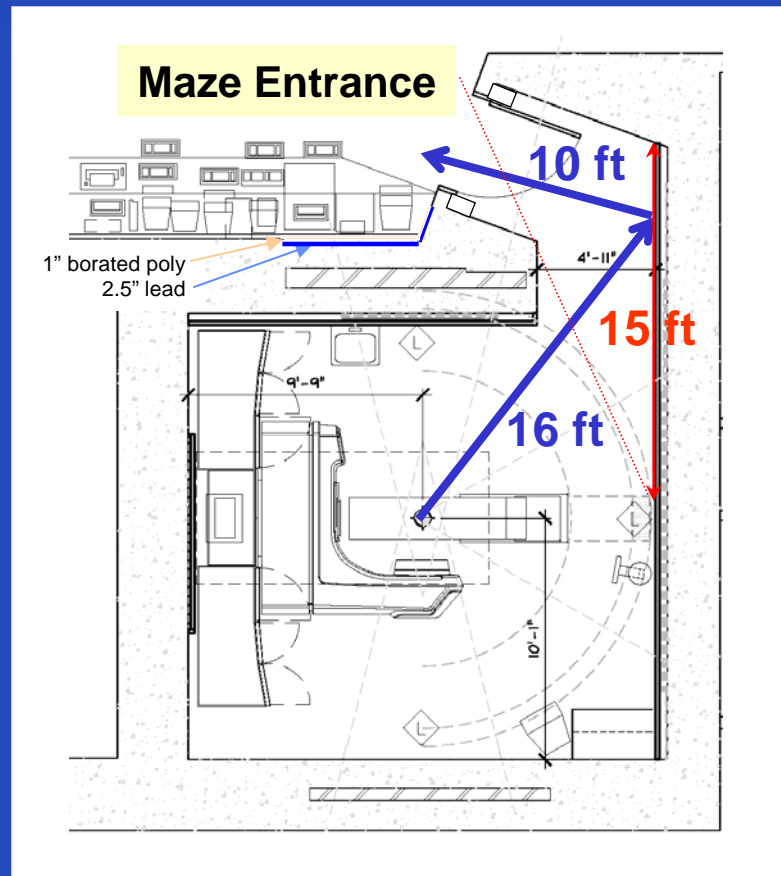 Maze Entrance
10 ft
1” borated poly
2.5” lead
4'-11"
L
15 ft
9'-9"
16 ft
L
10'-1"
L